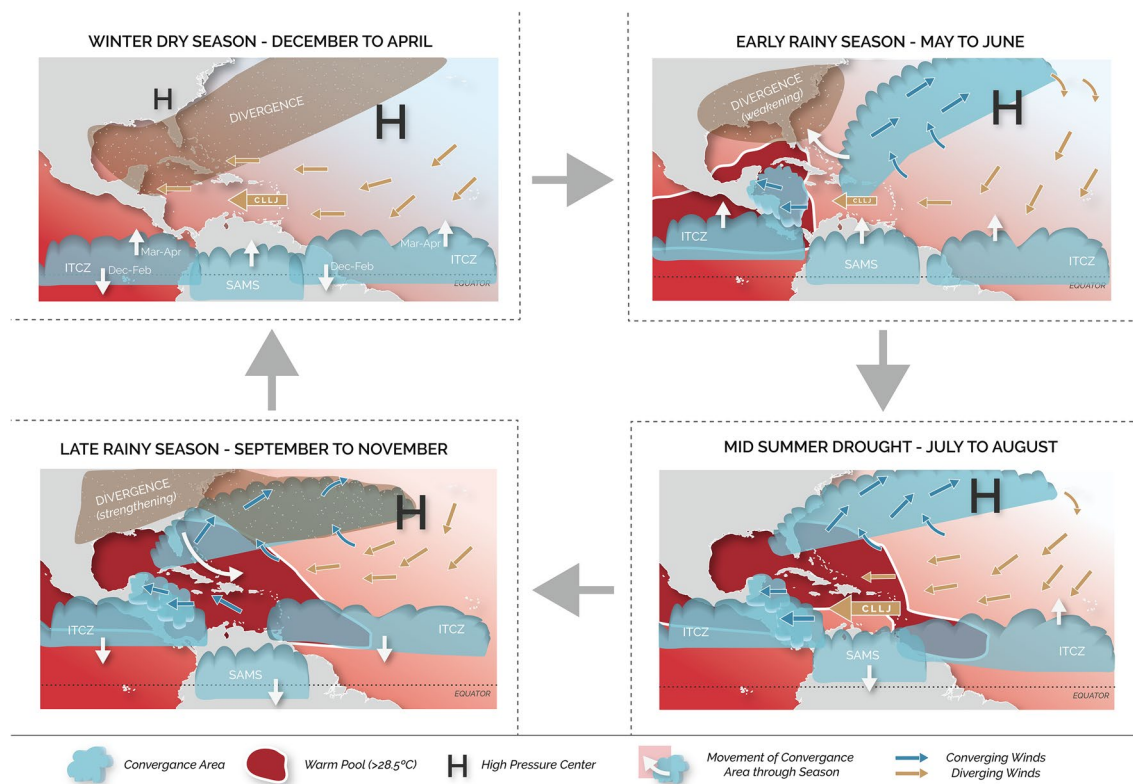 WINTER DRY SEASON - DECEMBER TO APRIL
H
DIVERGENCE
H
CLLJ
Mar-Apr
Mar-Apr
ITCZ
Dec-Feb
SAMS
Dec-Feb
ITCZ
EQUATOR
EARLY RAINY SEASON - MAY TO JUNE
DIVERGENCE
(weakening)
H
CLLJ
ITCZ
SAMS
ITCZ
EQUATOR
LATE RAINY SEASON - SEPTEMBER TO NOVEMBER
DIVERGENCE
(strengthening)
H
ITCZ
ITCZ
SAMS
EQUATOR
MID SUMMER DROUGHT - JULY TO AUGUST
H
CLLJ
ITCZ
SAMS
ITCZ
EQUATOR
Convergance Area
Warm Pool (>28.5ºC)
H High Pressure Center
Movement of Convergance
Area through Season
Converging Winds
Diverging Winds